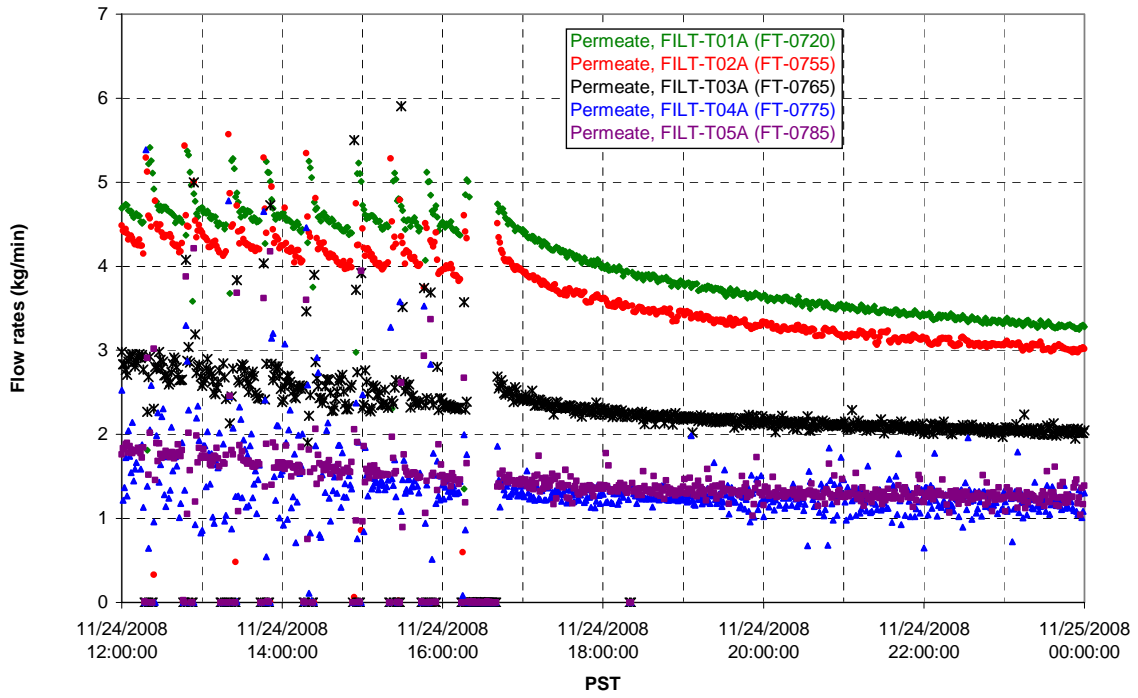 7
6
5
4
3
2
1
0
Flow rates (kg/min)
Permeate, FILT-T01A (FT-0720)
Permeate, FILT-T02A (FT-0755)
Permeate, FILT-T03A (FT-0765)
Permeate, FILT-T04A (FT-0775)
Permeate, FILT-T05A (FT-0785)
11/24/2008 11/24/2008 11/24/2008 11/24/2008 11/24/2008 11/24/2008 11/25/2008
12:00:00 14:00:00 16:00:00 18:00:00 20:00:00 22:00:00 00:00:00
PST